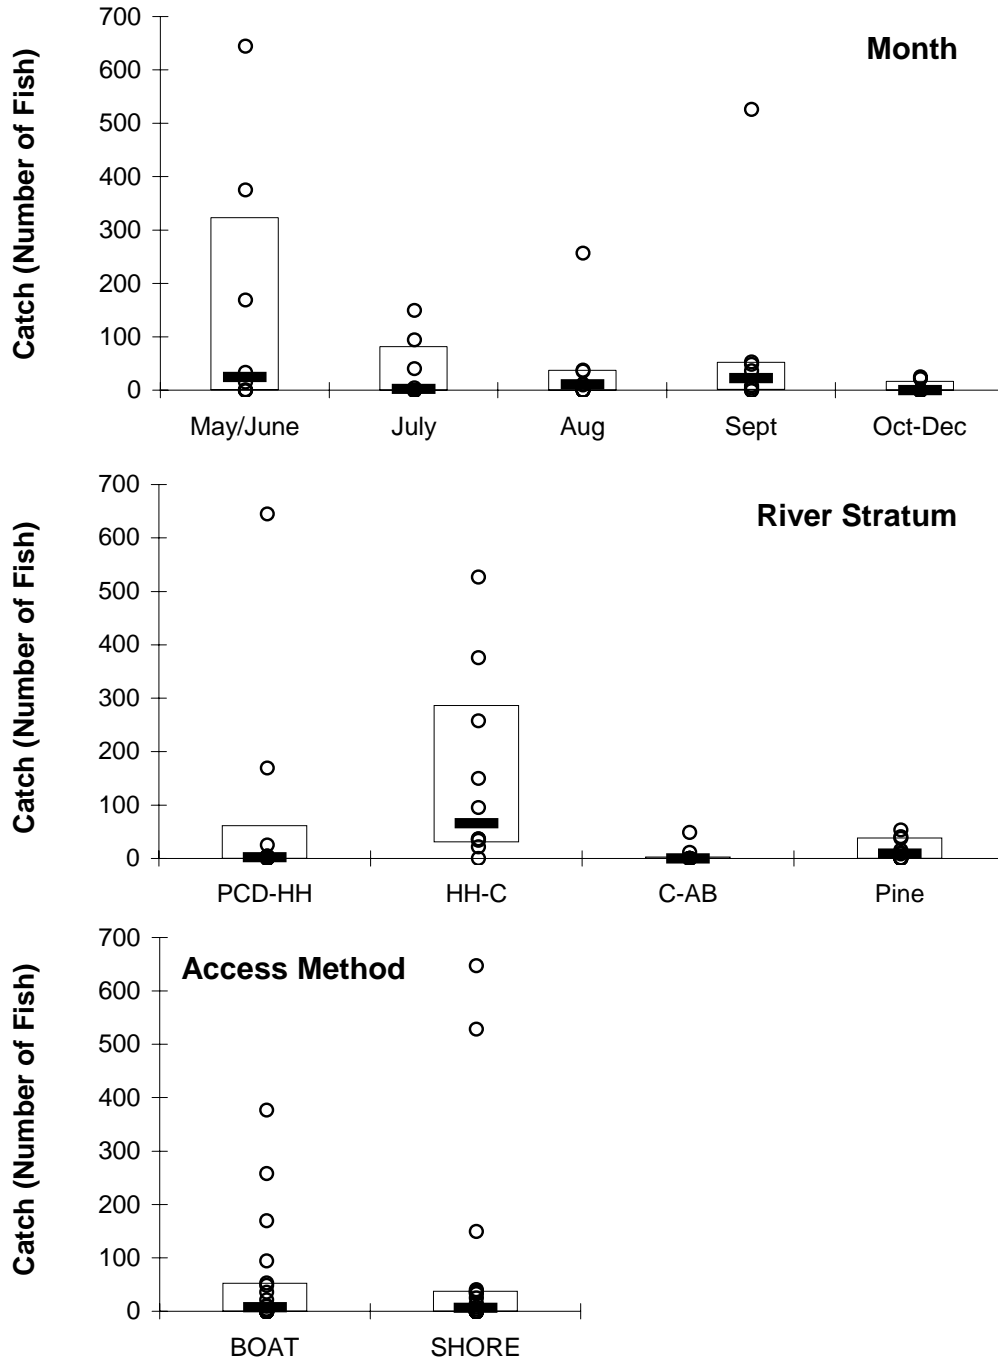 Month
Catch (Number of Fish)
700
600
500
400
300
200
100
0
May/June July Aug Sept Oct-Dec
River Stratum
Catch (Number of Fish)
700
600
500
400
300
200
100
0
PCD-HH HH-C C-AB Pine
Access Method
Catch (Number of Fish)
700
600
500
400
300
200
100
0
BOAT SHORE